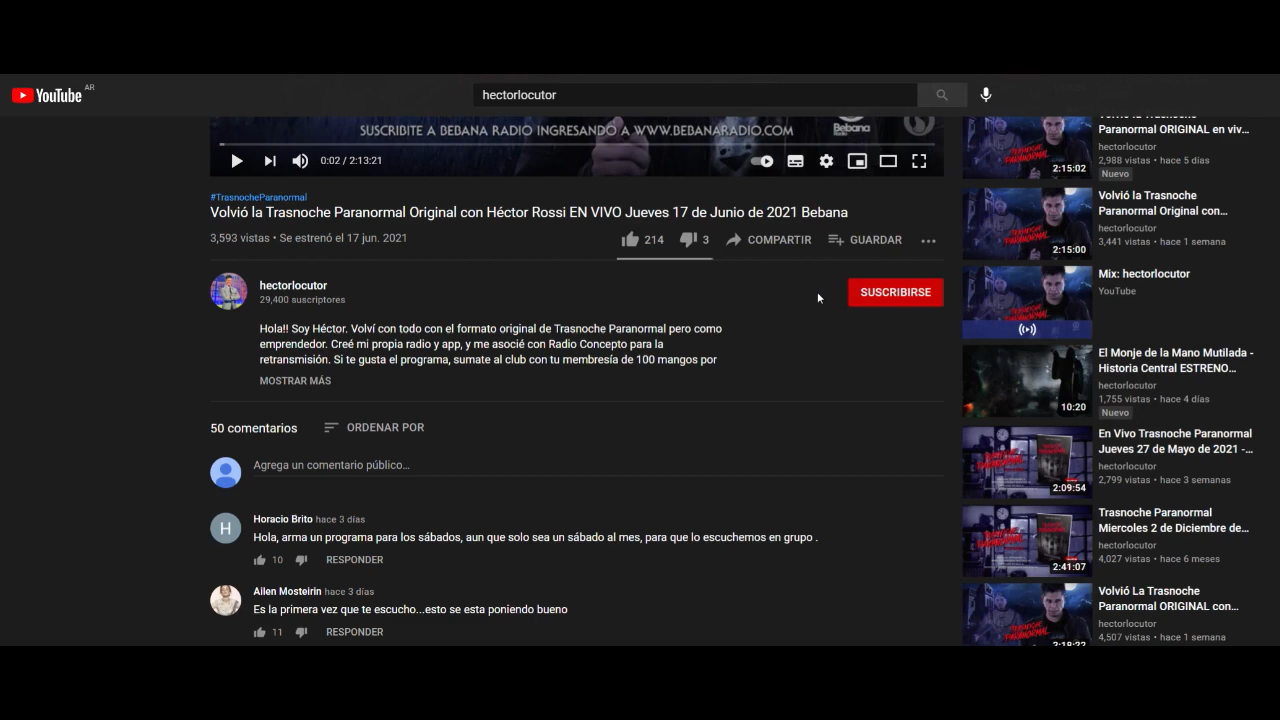 YouTube AR
hectorlocutor
SUSCRIBITE A BEBANA RADIO INGRESANDO A WWW.BEBANARADIO.COM
Bebana
Radio
0:02 / 2:13:21
#TrasnocheParanormal
Volvió la Trasnoche Paranormal Original con Héctor Rossi EN VIVO Jueves 17 de Junio de 2021 Bebana
3,593 vistas • Se estrenó el 17 jun. 2021
214
3
COMPARTIR
GUARDAR
hectorlocutor
29,400 suscriptores
SUSCRIBIRSE
Hola!! Soy Héctor. Volví con todo con el formato original de Trasnoche Paranormal pero como
emprendedor. Creé mi propia radio y app, y me asocié con Radio Concepto para la
retransmisión. Si te gusta el programa, sumate al club con tu membresía de 100 mangos por
MOSTRAR MÁS
50 comentarios
ORDENAR POR
Agrega un comentario público...
H
Horacio Brito hace 3 días
Hola, arma un programa para los sábados, aun que solo sea un sábado al mes, para que lo escuchemos en grupo .
10
RESPONDER
Ailen Mosteirin hace 3 días
Es la primera vez que te escucho...esto se esta poniendo bueno
11
RESPONDER
Paranormal ORIGINAL en viv...
hectorlocutor
2,988 vistas • hace 5 días
Nuevo
TRASNOCHE
PARANORMAL
2:15:02
Volvió la Trasnoche
Paranormal Original con...
hectorlocutor
3,441 vistas • hace 1 semana
TRASNOCHE
PARANORMAL
2:15:00
Mix: hectorlocutor
YouTube
TRASNOCHE
PARANORMAL
El Monje de la Mano Mutilada -
Historia Central ESTRENO...
hectorlocutor
1,755 vistas • hace 4 días
Nuevo
10:20
En Vivo Trasnoche Paranormal
Jueves 27 de Mayo de 2021 -...
hectorlocutor
2,799 vistas • hace 3 semanas
TRASNOCHE
PARANORMAL
2:09:54
Trasnoche Paranormal
Miercoles 2 de Diciembre de...
hectorlocutor
4,027 vistas • hace 6 meses
TRASNOCHE
PARANORMAL
2:41:07
Volvió La Trasnoche
Paranormal ORIGINAL con...
hectorlocutor
4,507 vistas • hace 1 semana
TRASNOCHE
PARANORMAL